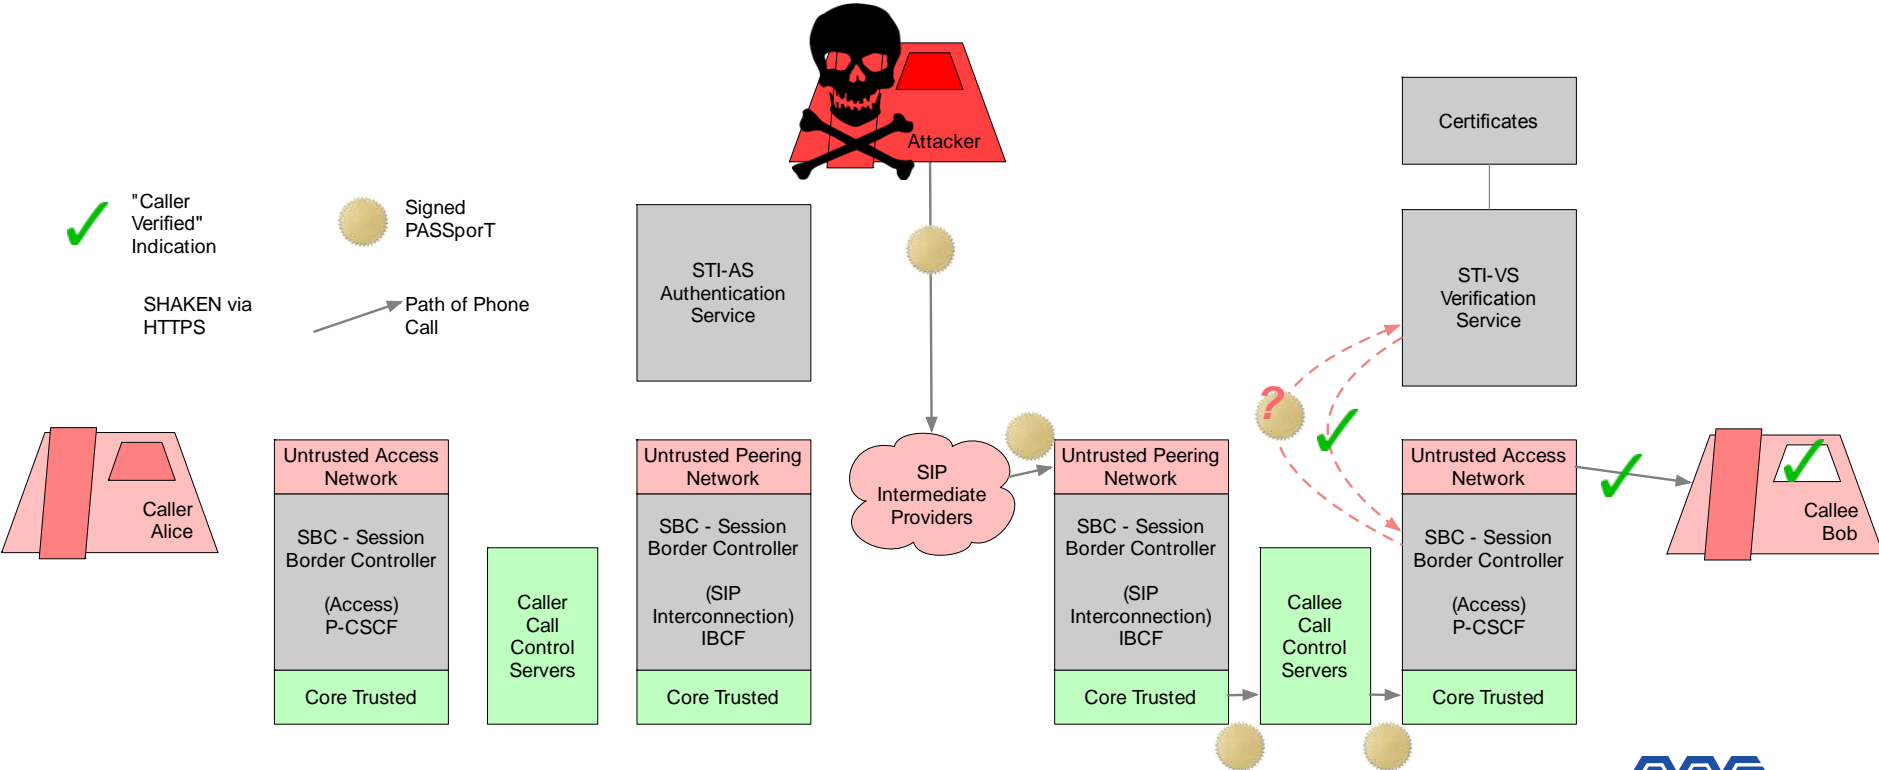 Attacker
Certificates
"Caller
Verified"
Indication
Signed
PASSporT
SHAKEN via
HTTPS
Path of Phone
Call
STI-AS
Authentication
Service
STI-VS
Verification
Service
?
Caller
Alice
Untrusted Access
Network
SBC - Session
Border Controller
(Access)
P-CSCF
Core Trusted
Caller
Call
Control
Servers
Untrusted Peering
Network
SBC - Session
Border Controller
(SIP
Interconnection)
IBCF
Core Trusted
SIP
Intermediate
Providers
Untrusted Peering
Network
SBC - Session
Border Controller
(SIP
Interconnection)
IBCF
Core Trusted
Callee
Call
Control
Servers
Untrusted Access
Network
SBC - Session
Border Controller
(Access)
P-CSCF
Core Trusted
Callee
Bob